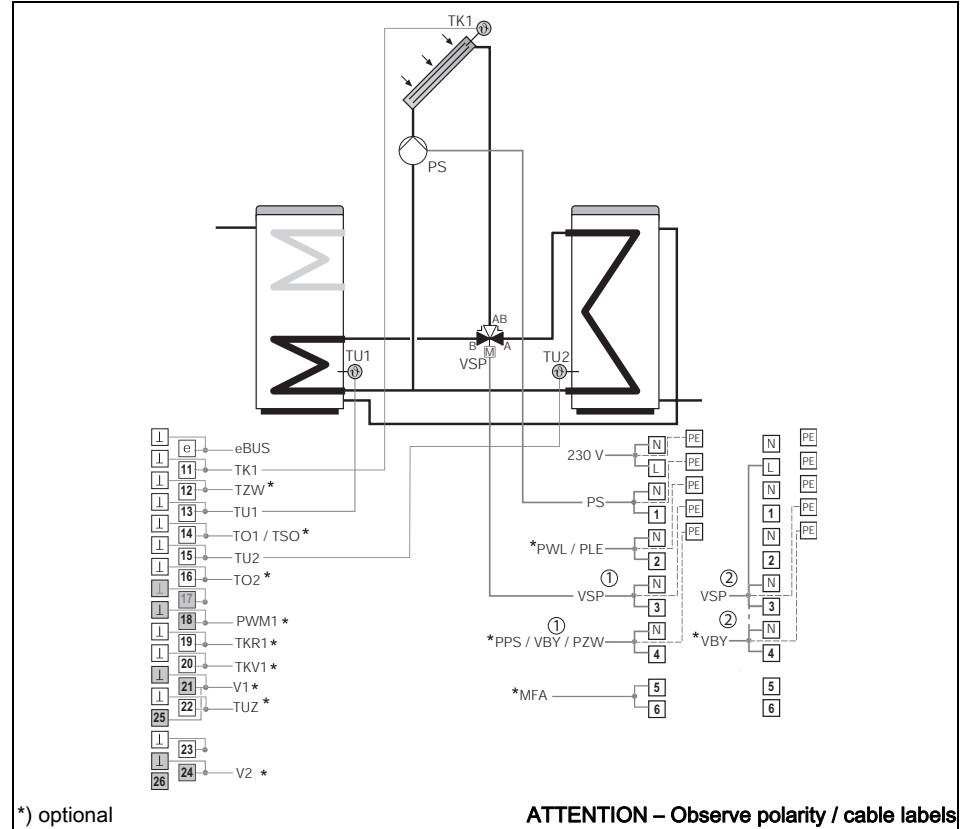 TK1
PS
AB
B
A
M
VSP
TU1
TU2
⊥
e eBUS
⊥
11 TK1
⊥
12 TZW *
⊥
13 TU1
⊥
14 TO1 / TSO *
⊥
15 TU2
⊥
16 TO2 *
⊥
17
⊥
18 PWM1 *
⊥
19 TKR1 *
⊥
20 TKV1 *
⊥
21 V1 *
⊥
22 TUZ *
25
⊥
23
⊥
24 V2 *
26
230 V N PE
L PE
PS N PE
1 PE
*PWL / PLE N PE
2
① VSP N
3
① *PPS / VBY / PZW N
4
*MFA 5
6
N PE
L PE
N PE
1 PE
N PE
2
② VSP N
3
② *VBY N
4
5
6
*) optional
ATTENTION – Observe polarity / cable labels